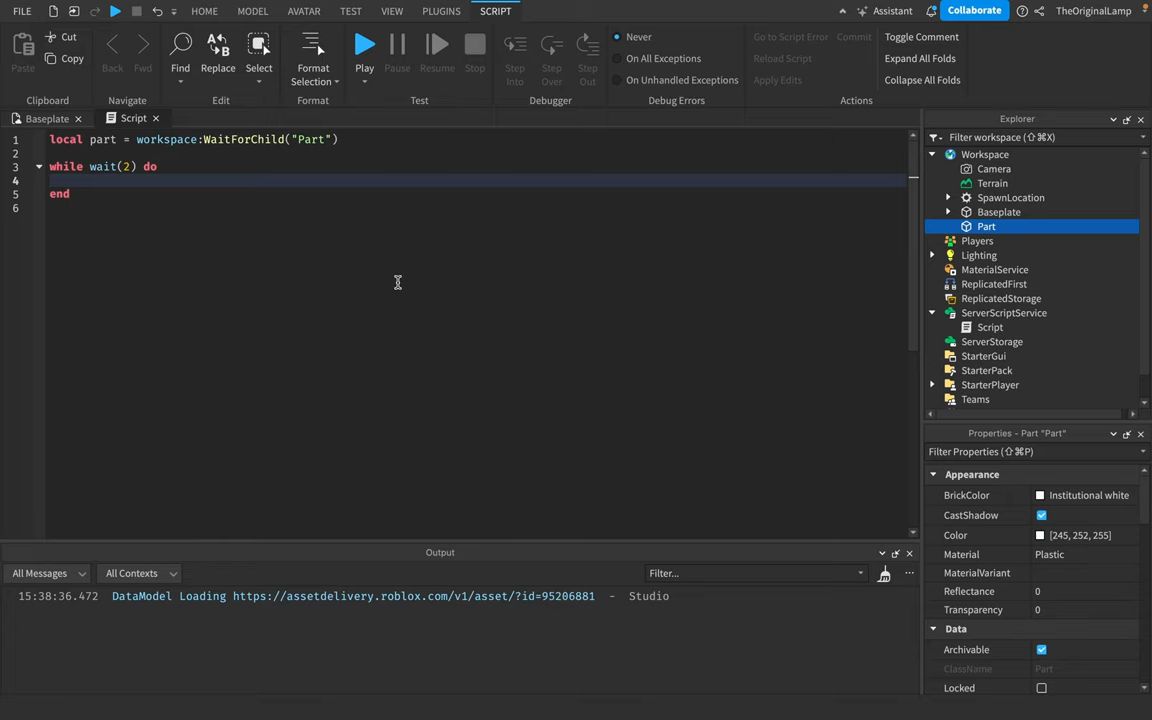 FILE HOME MODEL AVATAR TEST VIEW PLUGINS SCRIPT Assistant Collaborate TheOriginalLamp
Paste Cut Copy Back Fwd Find Replace Select Format Selection Play Pause Resume Stop Step Into Step Over Step Out Never On All Exceptions On Unhandled Exceptions Go to Script Error Commit Reload Script Apply Edits Toggle Comment Expand All Folds Collapse All Folds
Clipboard Navigate Edit Format Test Debugger Debug Errors Actions
Baseplate Script
1 local part = workspace:WaitForChild("Part")
2
3 while wait(2) do
4
5 end
6
Explorer
Filter workspace (⇧⌘X)
Workspace
Camera
Terrain
SpawnLocation
Baseplate
Part
Players
Lighting
MaterialService
ReplicatedFirst
ReplicatedStorage
ServerScriptService
Script
ServerStorage
StarterGui
StarterPack
StarterPlayer
Teams
Properties - Part "Part"
Filter Properties (⇧⌘P)
Appearance
BrickColor Institutional white
CastShadow
Color [245, 252, 255]
Material Plastic
MaterialVariant
Reflectance 0
Transparency 0
Data
Archivable
ClassName Part
Locked
Output
All Messages All Contexts Filter...
15:38:36.472 DataModel Loading https://assetdelivery.roblox.com/v1/asset/?id=95206881 - Studio